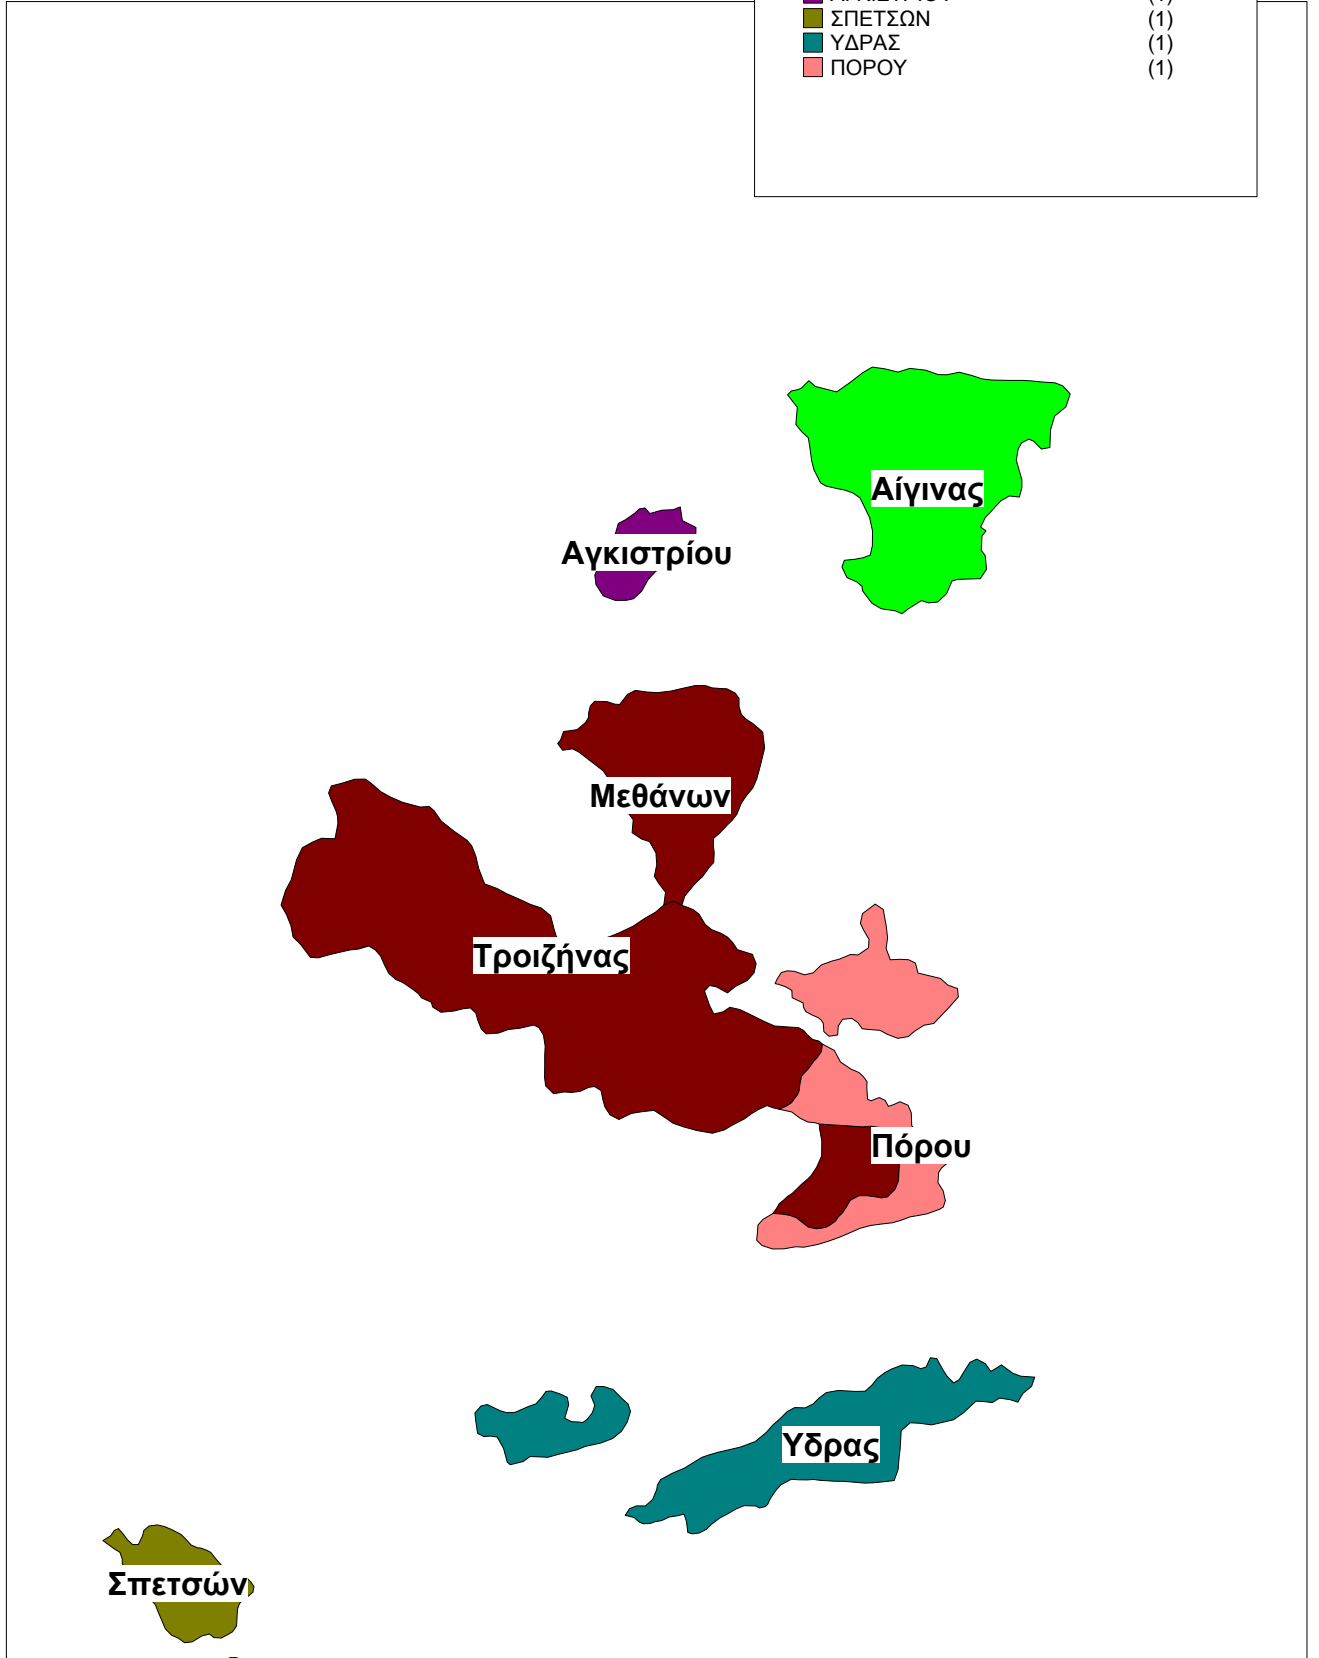 ΣΠΕΤΣΩΝ (1)
ΥΔΡΑΣ (1)
ΠΟΡΟΥ (1)
Αίγινας
Αγκιστρίου
Μεθάνων
Τροιζήνας
Πόρου
Υδρας
Σπετσών